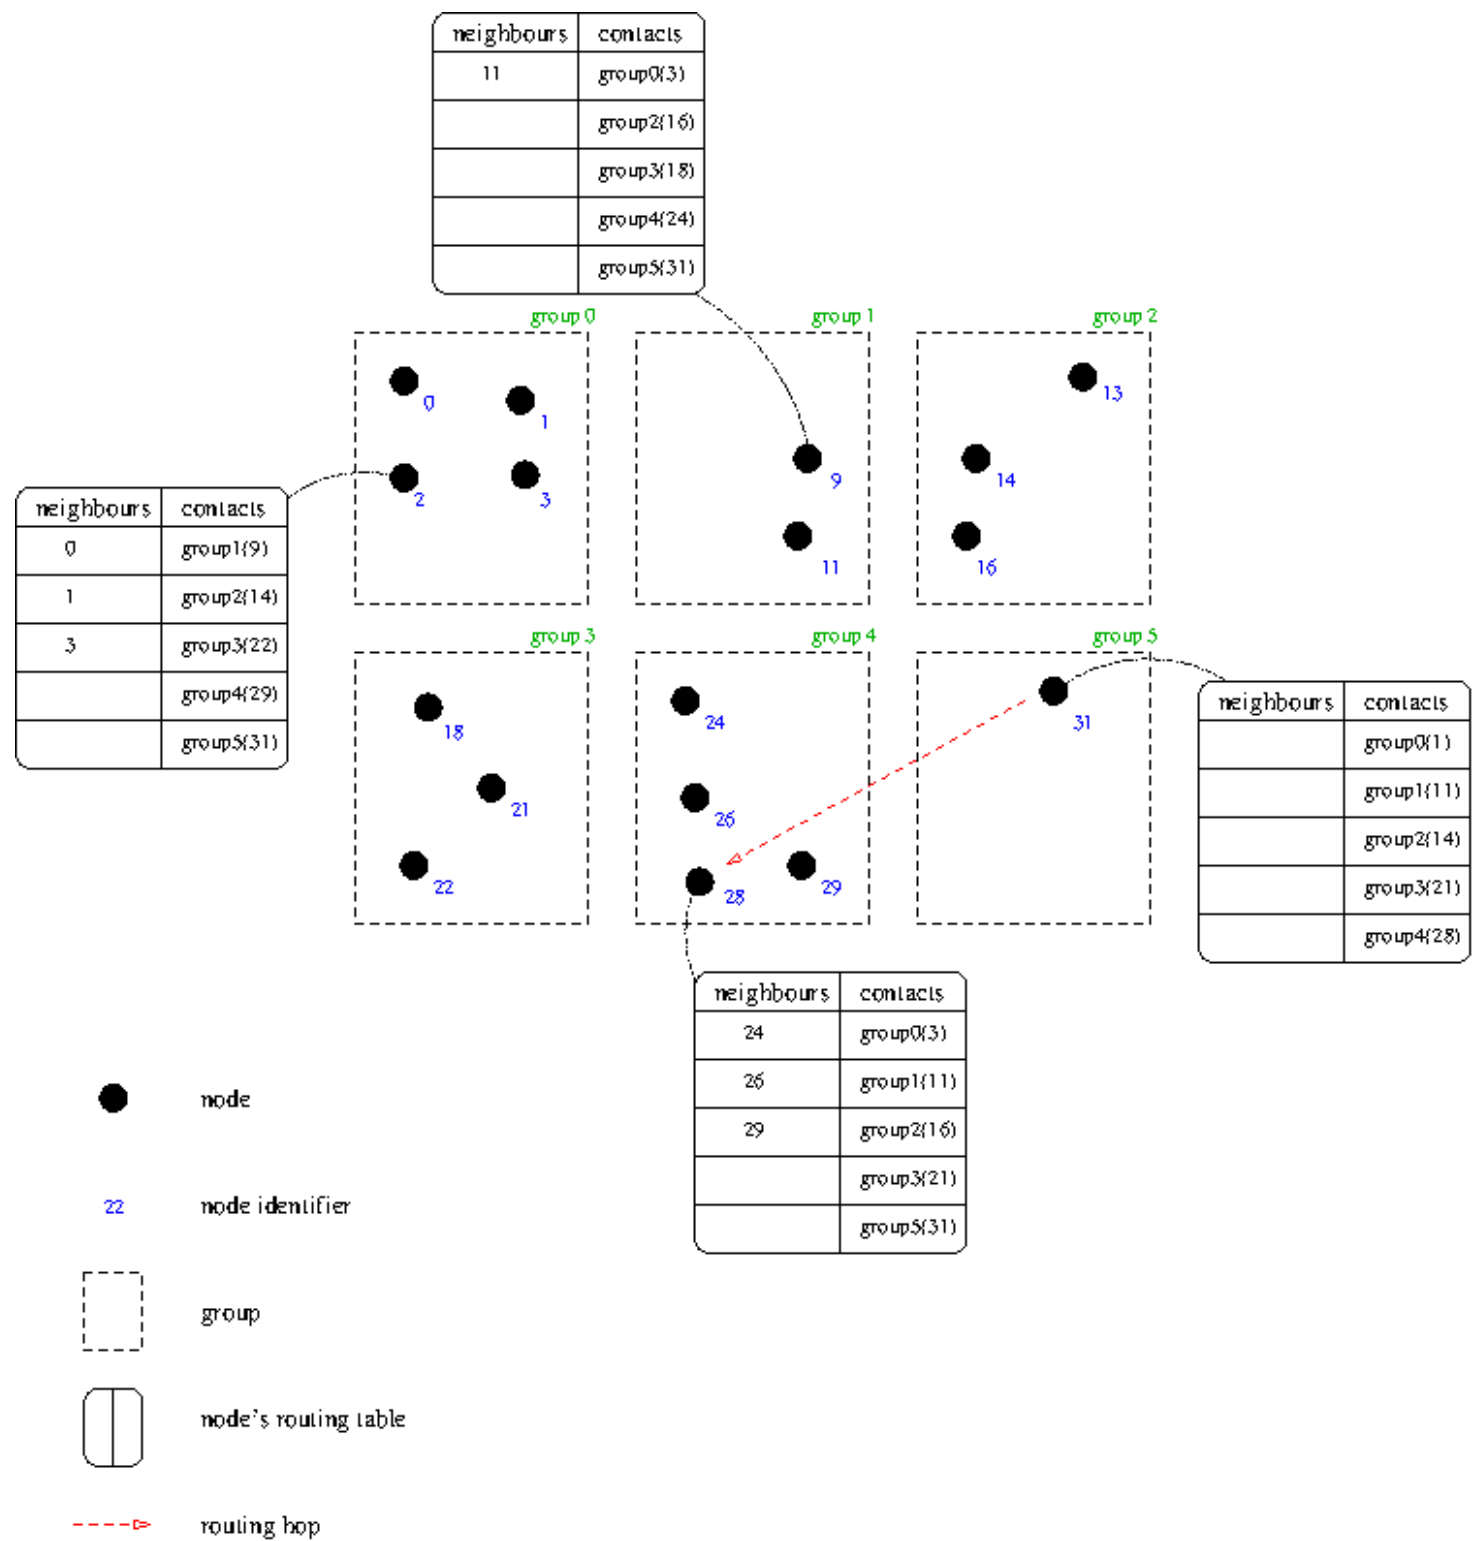 neighbours contacts
11 group0(3)
group2(16)
group3(18)
group4(24)
group5(31)
group 0 group 1 group 2
0 1 2 3
9 11
13 14 16
neighbours contacts
0 group1(9)
1 group2(14)
3 group3(22)
group4(29)
group5(31)
group 3 group 4 group 5
18 21 22
24 26 28 29
31
neighbours contacts
group0(1)
group1(11)
group2(14)
group3(21)
group4(28)
neighbours contacts
24 group0(3)
26 group1(11)
29 group2(16)
group3(21)
group5(31)
node
22 node identifier
group
node's routing table
routing hop